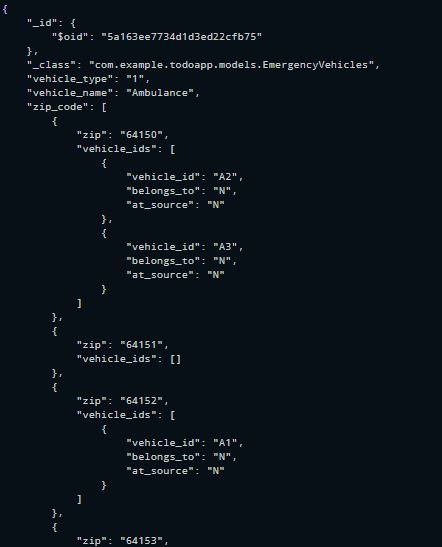 {
"_id": {
"$oid": "5a163ee7734d1d3ed22cfb75"
},
"_class": "com.example.todoapp.models.EmergencyVehicles",
"vehicle_type": "1",
"vehicle_name": "Ambulance",
"zip_code": [
{
"zip": "64150",
"vehicle_ids": [
{
"vehicle_id": "A2",
"belongs_to": "N",
"at_source": "N"
},
{
"vehicle_id": "A3",
"belongs_to": "N",
"at_source": "N"
}
]
},
{
"zip": "64151",
"vehicle_ids": []
},
{
"zip": "64152",
"vehicle_ids": [
{
"vehicle_id": "A1",
"belongs_to": "N",
"at_source": "N"
}
]
},
{
"zip": "64153",